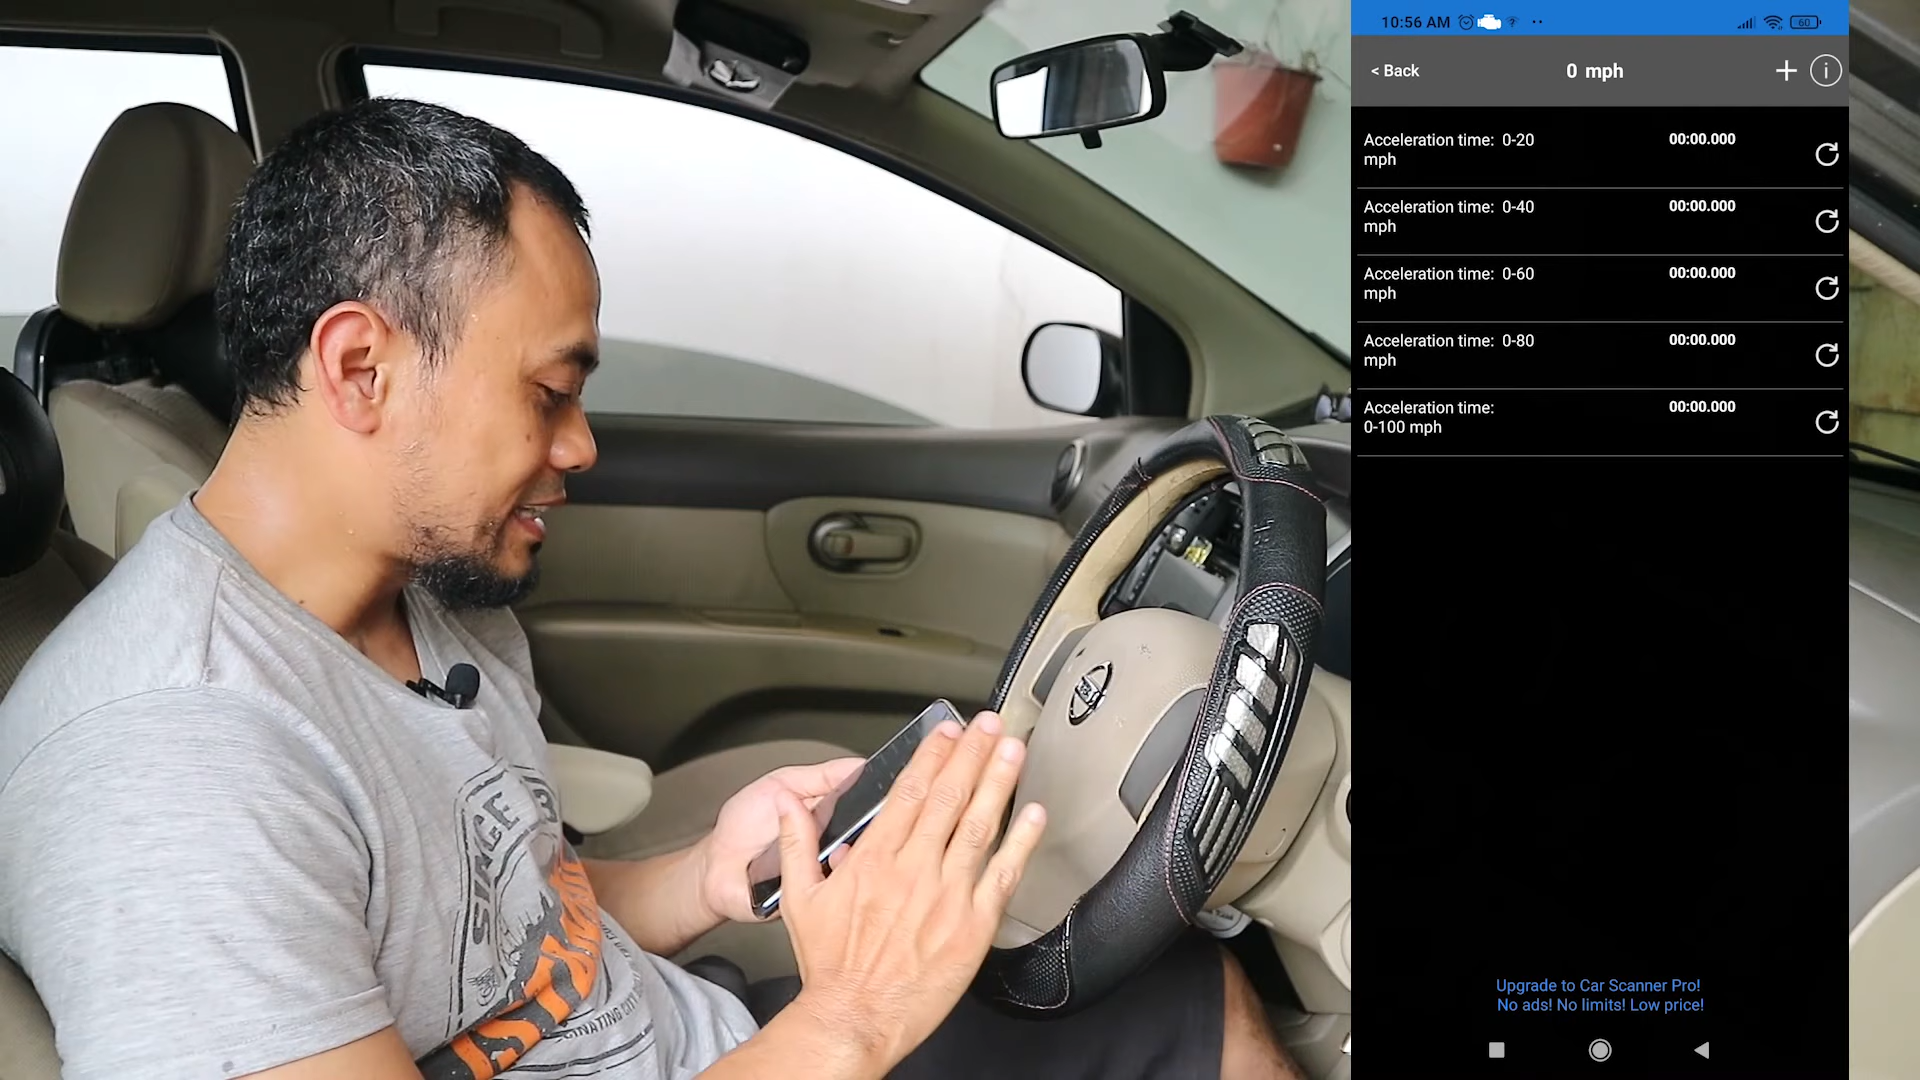 10:56 AM
60
< Back
0 mph
Acceleration time: 0-20
mph
00:00.000
Acceleration time: 0-40
mph
00:00.000
Acceleration time: 0-60
mph
00:00.000
Acceleration time: 0-80
mph
00:00.000
Acceleration time:
0-100 mph
00:00.000
Upgrade to Car Scanner Pro!
No ads! No limits! Low price!
SINCE